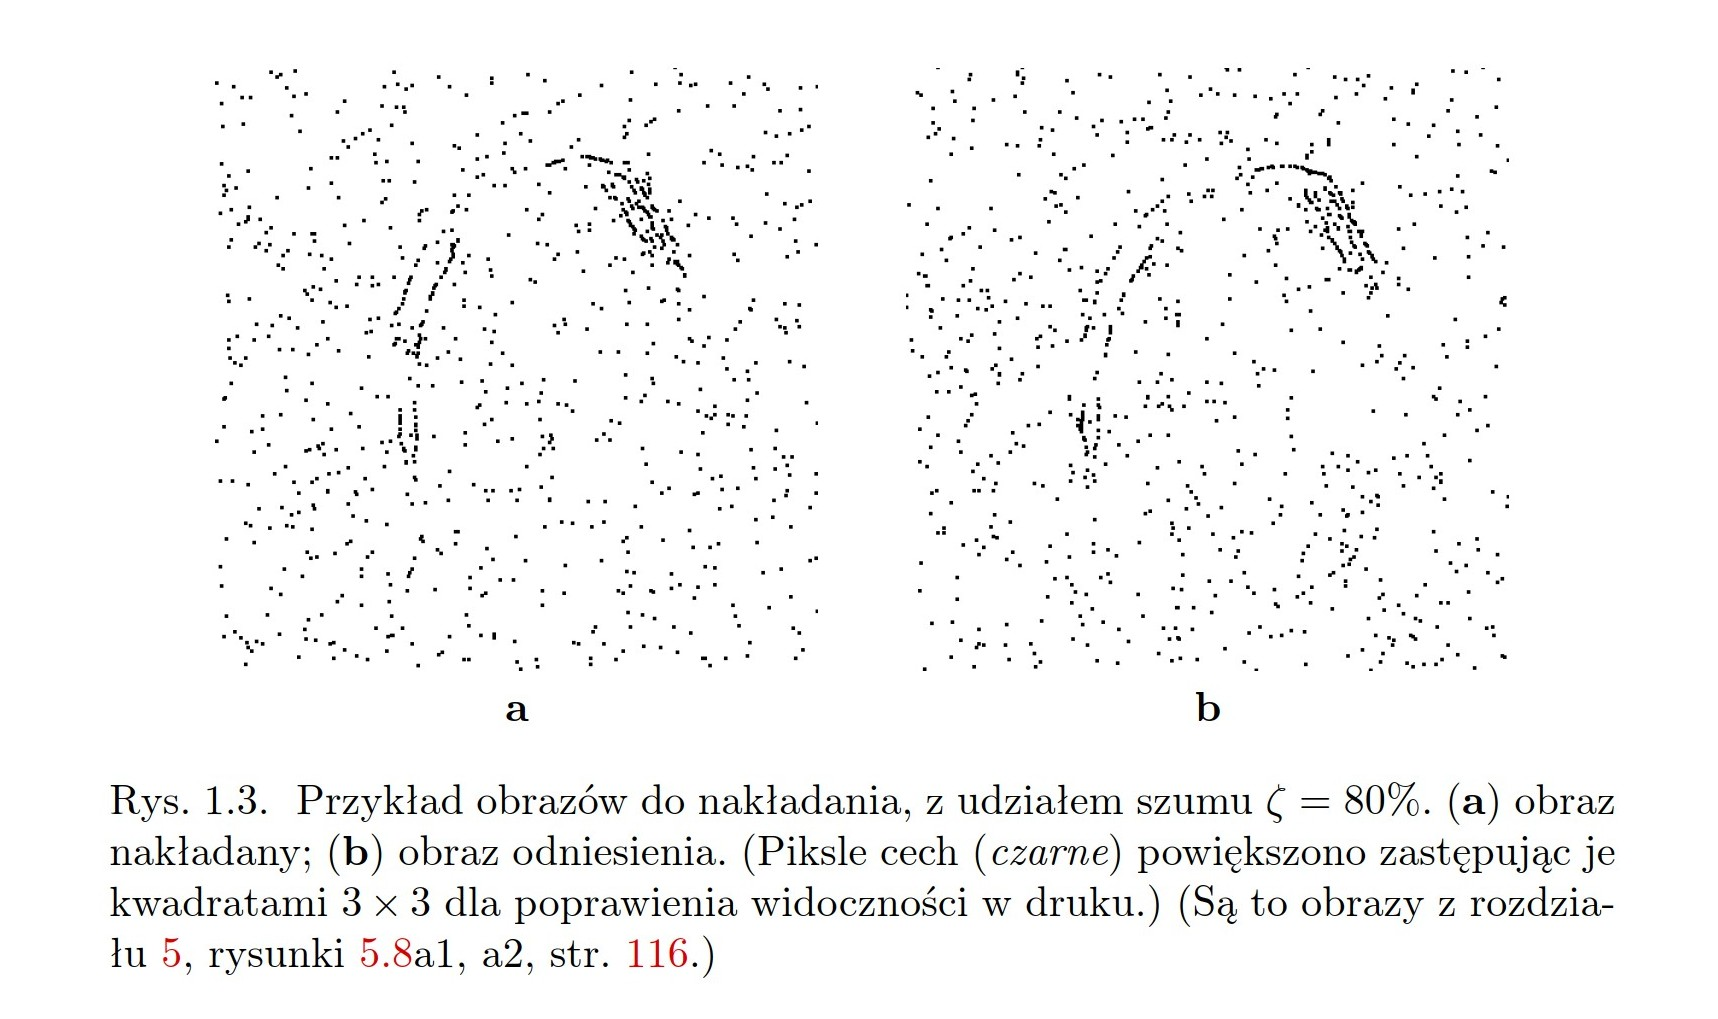 a
b
Rys. 1.3. Przykład obrazów do nakładania, z udziałem szumu ζ = 80%. (a) obraz
nakładany; (b) obraz odniesienia. (Piksle cech (czarne) powiększono zastępując je
kwadratami 3 × 3 dla poprawienia widoczności w druku.) (Są to obrazy z rozdzia-
łu 5, rysunki 5.8a1, a2, str. 116.)